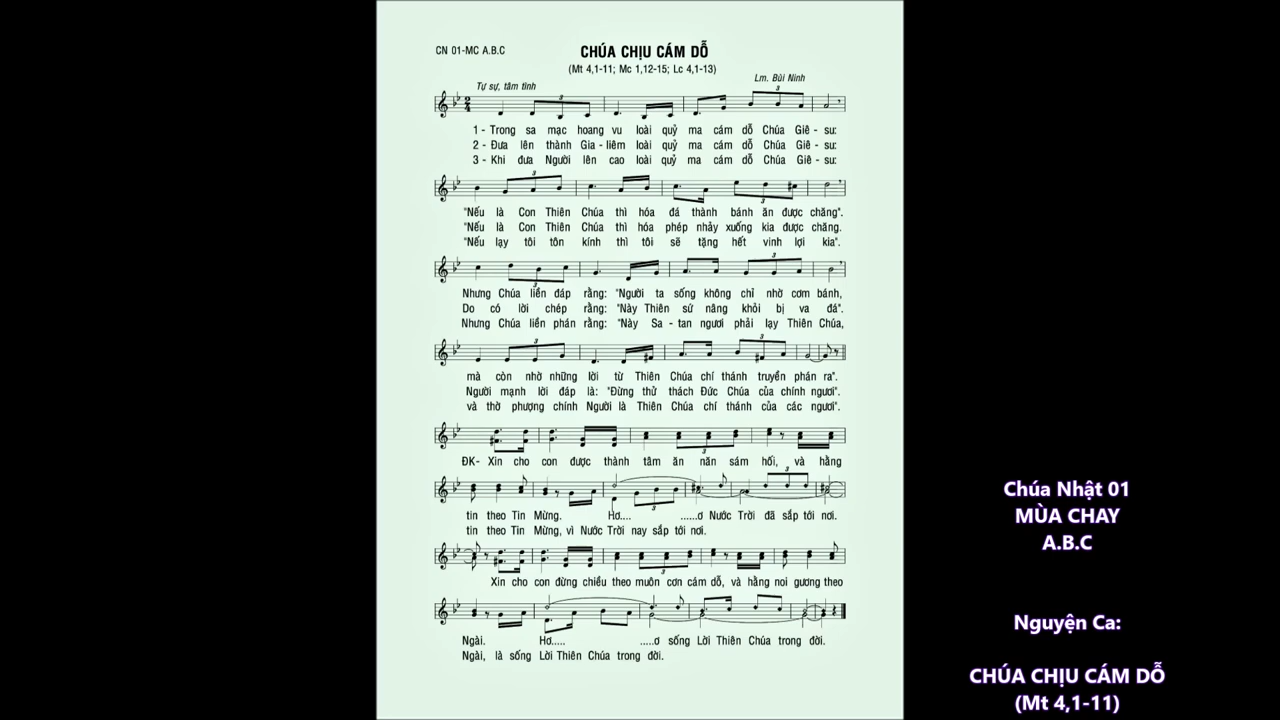 CN 01-MC A.B.C
CHÚA CHỊU CÁM DỖ
(Mt 4,1-11; Mc 1,12-15; Lc 4,1-13)
Tự sự, tâm tình
Lm. Bùi Ninh
1 - Trong sa mạc hoang vu loài quỷ ma cám dỗ Chúa Giê - su:
2 - Đưa lên thành Gia - liêm loài quỷ ma cám dỗ Chúa Giê - su:
3 - Khi đưa Người lên cao loài quỷ ma cám dỗ Chúa Giê - su:
"Nếu là Con Thiên Chúa thì hóa đá thành bánh ăn được chăng".
"Nếu là Con Thiên Chúa thì hóa phép nhảy xuống kia được chăng.
"Nếu lạy tôi tôn kính thì tôi sẽ tặng hết vinh lợi kia".
Nhưng Chúa liền đáp rằng: "Người ta sống không chỉ nhờ cơm bánh,
Do có lời chép rằng: "Này Thiên sứ nâng khỏi bị va đá".
Nhưng Chúa liền phán rằng: "Này Sa - tan ngươi phải lạy Thiên Chúa,
mà còn nhờ những lời từ Thiên Chúa chí thánh truyền phán ra".
Người mạnh lời đáp là: "Đừng thử thách Đức Chúa của chính ngươi".
và thờ phượng chính Người là Thiên Chúa chí thánh của các ngươi".
ĐK- Xin cho con được thành tâm ăn năn sám hối, và hằng
tin theo Tin Mừng. Hơ.... ......ơ Nước Trời đã sắp tới nơi.
tin theo Tin Mừng, vì Nước Trời nay sắp tới nơi.
Xin cho con đừng chiều theo muôn cơn cám dỗ, và hằng noi gương theo
Ngài. Hơ..... .....ơ sống Lời Thiên Chúa trong đời.
Ngài, là sống Lời Thiên Chúa trong đời.
Chúa Nhật 01
MÙA CHAY
A.B.C
Nguyện Ca:
CHÚA CHỊU CÁM DỖ
(Mt 4,1-11)